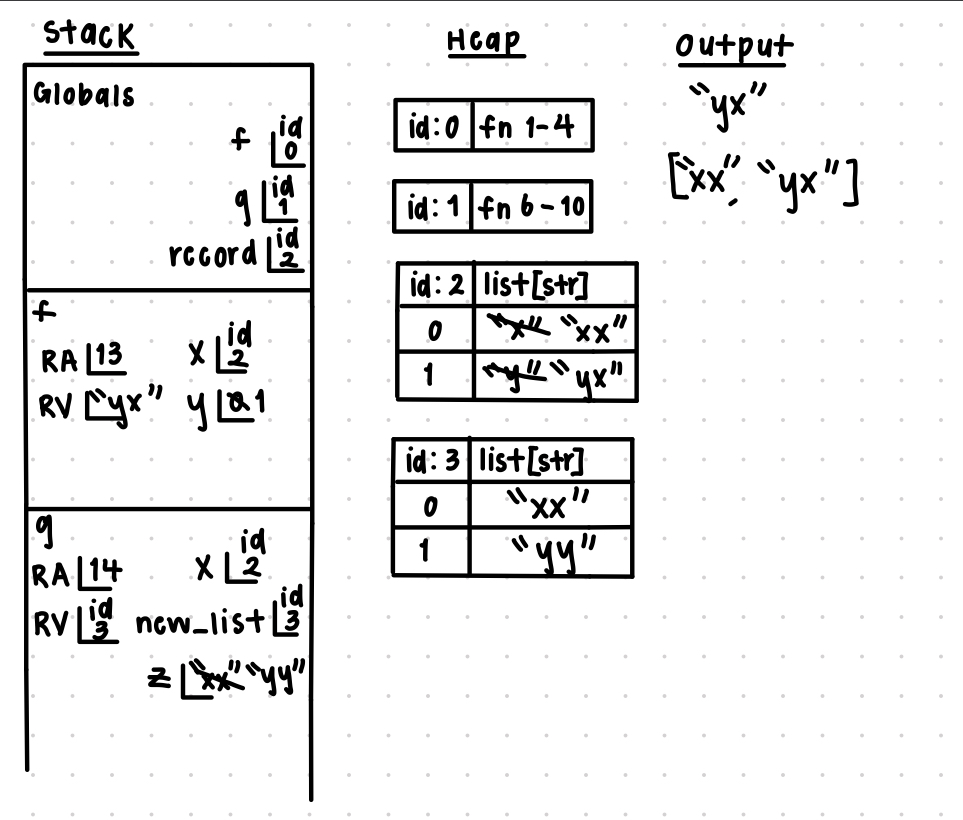 Stack
Globals
f id 0
g id 1
record id 2
f
RA 13 x id 2
RV "yx" y 0 1
g
RA 14 x id 2
RV id 3 new_list id 3
z "xx" "yy"
Heap
id:0 fn 1-4
id: 1 fn 6-10
id: 2 list[str]
0 "x" "xx"
1 "y" "yx"
id: 3 list[str]
0 "xx"
1 "yy"
Output
"yx"
["xx", "yx"]